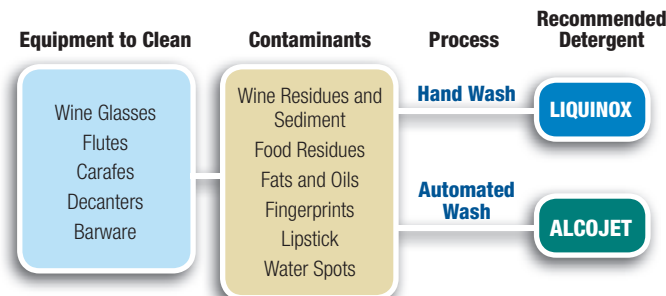 Equipment to Clean
Contaminants
Process
Recommended
Detergent
Wine Glasses
Flutes
Carafes
Decanters
Barware
Wine Residues and
Sediment
Food Residues
Fats and Oils
Fingerprints
Lipstick
Water Spots
Hand Wash
LIQUINOX
Automated
Wash
ALCOJET